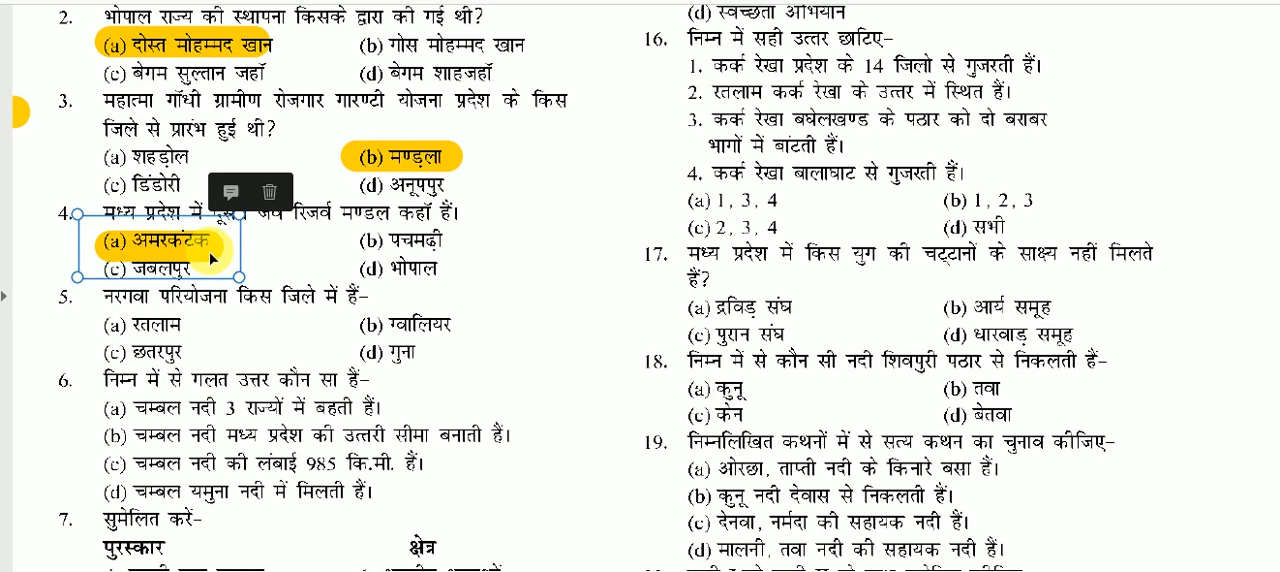 2. भोपाल राज्य की स्थापना किसके द्वारा की गई थी?
(a) दोस्त मोहम्मद खान (b) गोस मोहम्मद खान
(c) बेगम सुल्तान जहॉ (d) बेगम शाहजहॉ
3. महात्मा गॉधी ग्रामीण रोजगार गारण्टी योजना प्रदेश के किस
जिले से प्रारंभ हुई थी?
(a) शहड़ोल (b) मण्ड़ला
(c) डिंडोरी (d) अनूपपुर
4. मध्य प्रदेश में जैव रिजर्व मण्डल कहॉ हैं।
(a) अमरकंटक (b) पचमढ़ी
(c) जबलपुर (d) भोपाल
5. नरगवा परियोजना किस जिले में हैं–
(a) रतलाम (b) ग्वालियर
(c) छतरपुर (d) गुना
6. निम्न में से गलत उत्तर कौन सा हैं–
(a) चम्बल नदी 3 राज्यों में बहती हैं।
(b) चम्बल नदी मध्य प्रदेश की उत्तरी सीमा बनाती हैं।
(c) चम्बल नदी की लंबाई 985 कि.मी. हैं।
(d) चम्बल यमुना नदी में मिलती हैं।
7. सुमेलित करें–
पुरस्कार क्षेत्र
(d) स्वच्छता अभियान
16. निम्न में सही उत्तर छाटिए–
1. कर्क रेखा प्रदेश के 14 जिलो से गुजरती हैं।
2. रतलाम कर्क रेखा के उत्तर में स्थित हैं।
3. कर्क रेखा बघेलखण्ड के पठार को दो बराबर
भागों में बांटती हैं।
4. कर्क रेखा बालाघाट से गुजरती हैं।
(a) 1, 3, 4 (b) 1, 2, 3
(c) 2, 3, 4 (d) सभी
17. मध्य प्रदेश में किस युग की चट्टानों के साक्ष्य नहीं मिलते
हैं?
(a) द्रविड़ संघ (b) आर्य समूह
(c) पुरान संघ (d) धारवाड़ समूह
18. निम्न में से कौन सी नदी शिवपुरी पठार से निकलती हैं–
(a) कुनू (b) तवा
(c) केन (d) बेतवा
19. निम्नलिखित कथनों में से सत्य कथन का चुनाव कीजिए–
(a) ओरछा, ताप्ती नदी के किनारे बसा हैं।
(b) कुनू नदी देवास से निकलती हैं।
(c) देनवा, नर्मदा की सहायक नदी हैं।
(d) मालनी, तवा नदी की सहायक नदी हैं।